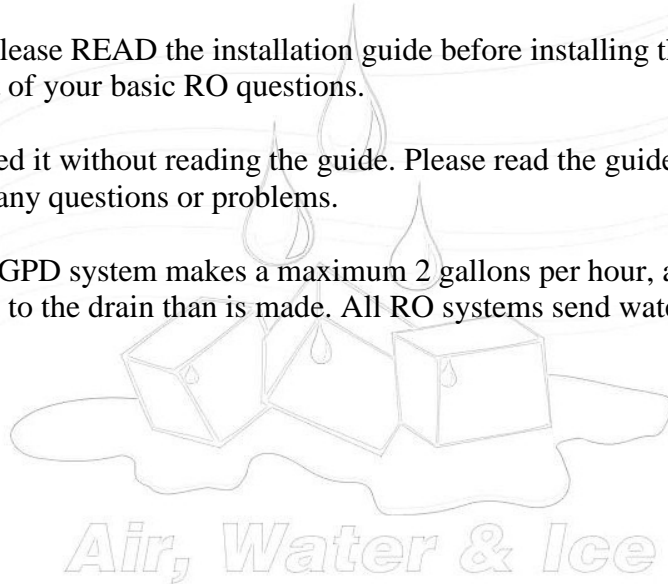 lease READ the installation guide before installing th
of your basic RO questions.
ed it without reading the guide. Please read the guide
any questions or problems.
GPD system makes a maximum 2 gallons per hour, a
to the drain than is made. All RO systems send wate
Air, Water & Ice